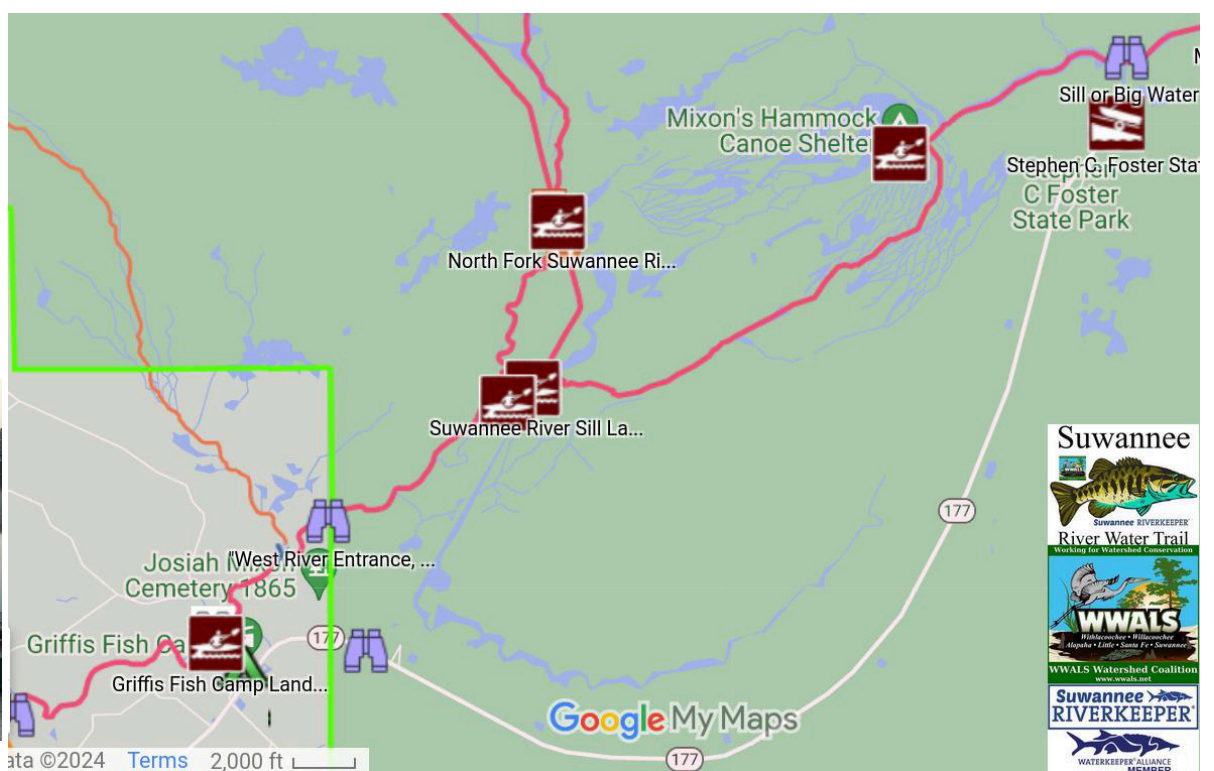 Sill or Big Water
Mixon's Hammock
Canoe Shelte
Stephen C. Foster Sta
Stephen
C Foster
State Park
North Fork Suwannee Ri...
Suwannee River Sill La...
177
"West River Entrance, ...
Josiah
Cemetery 1865
177
Griffis Fish Ca
Griffis Fish Camp Land...
Google My Maps
177
ata ©2024 Terms 2,000 ft
Suwannee
WWALS
Suwannee RIVERKEEPER®
River Water Trail
Working for Watershed Conservation
WWALS
Withlacoochee • Willacoochee
Alapaha • Little • Santa Fe • Suwannee
WWALS Watershed Coalition
www.wwals.net
Suwannee
RIVERKEEPER®
WATERKEEPER® ALLIANCE
MEMBER